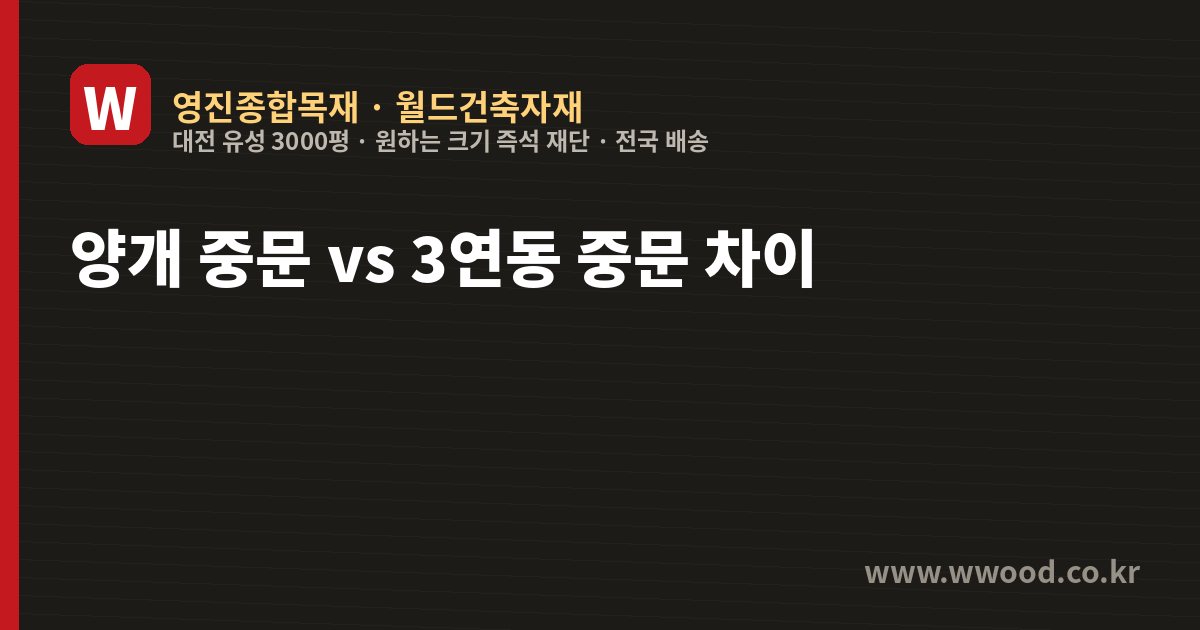 W
영진종합목재 · 월드건축자재
대전 유성 3000평 · 원하는 크기 즉석 재단 · 전국 배송
양개 중문 vs 3연동 중문 차이
www.wwood.co.kr